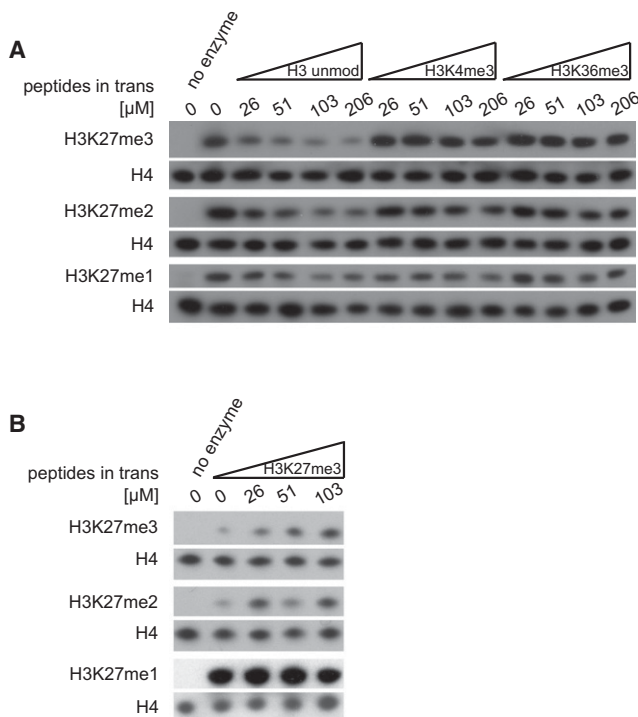 A
no enzyme
H3 unmod
H3K4me3
H3K36me3
peptides in trans
[µM]
0 0 26 51 103 206 26 51 103 206 26 51 103 206
H3K27me3
H4
H3K27me2
H4
H3K27me1
H4
B
no enzyme
H3K27me3
peptides in trans
[µM]
0 0 26 51 103
H3K27me3
H4
H3K27me2
H4
H3K27me1
H4